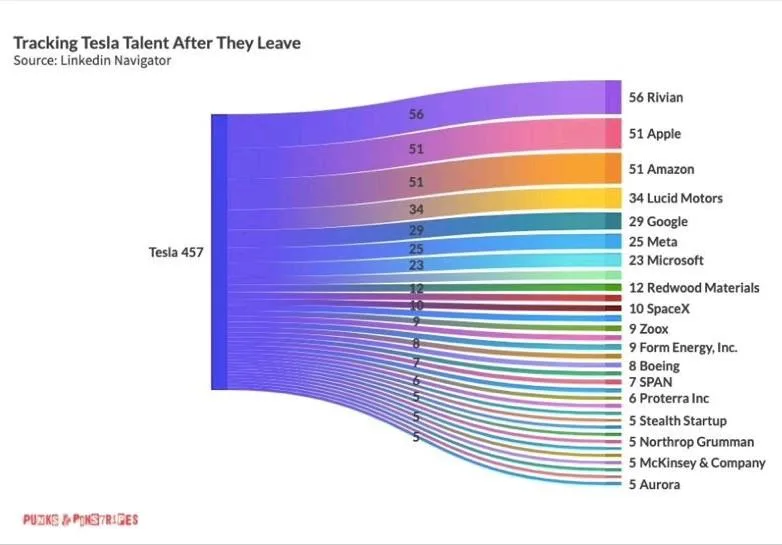 Tracking Tesla Talent After They Leave
Source: Linkedin Navigator
Tesla 457
56
51
51
34
29
25
23
12
10
9
8
7
6
5
5
5
56 Rivian
51 Apple
51 Amazon
34 Lucid Motors
29 Google
25 Meta
23 Microsoft
12 Redwood Materials
10 SpaceX
9 Zoox
9 Form Energy, Inc.
8 Boeing
7 SPAN
6 Proterra Inc
5 Stealth Startup
5 Northrop Grumman
5 McKinsey & Company
5 Aurora
PUNKS & P1NS7R1PES